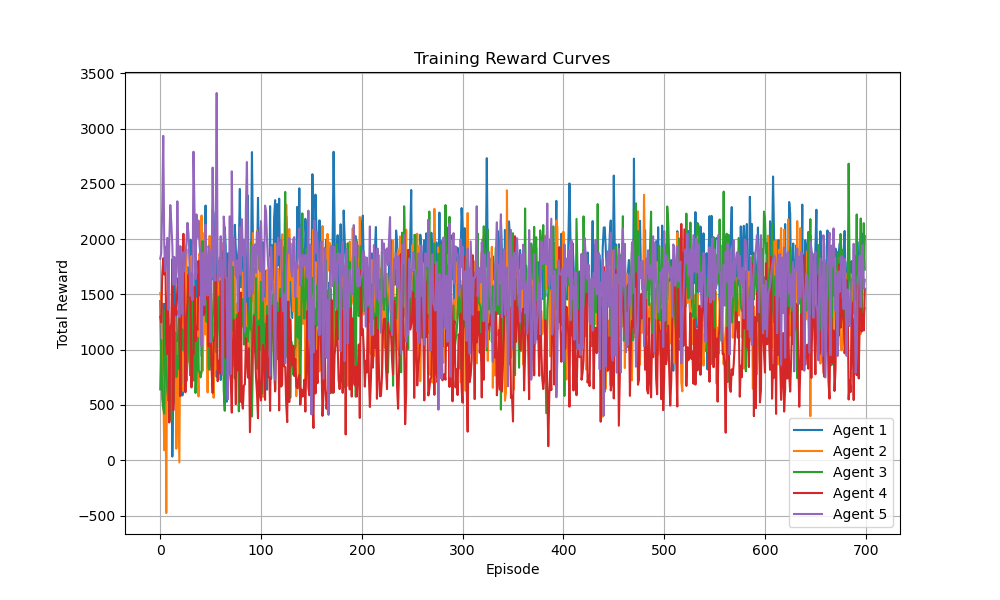 Training Reward Curves
3500
3000
2500
2000
1500
1000
500
0
−500
Total Reward
0 100 200 300 400 500 600 700
Episode
Agent 1
Agent 2
Agent 3
Agent 4
Agent 5